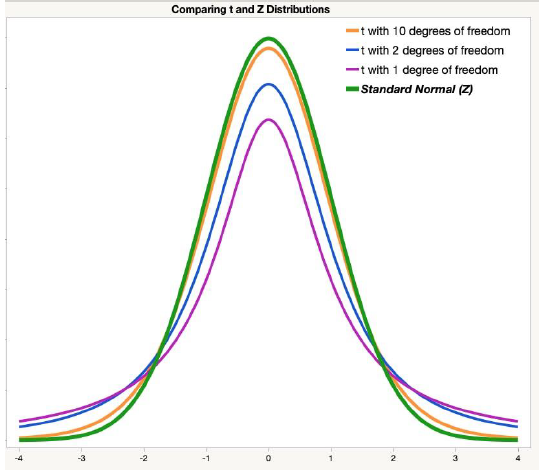 Comparing t and Z Distributions
t with 10 degrees of freedom
t with 2 degrees of freedom
t with 1 degree of freedom
Standard Normal (Z)
-4 -3 -2 -1 0 1 2 3 4